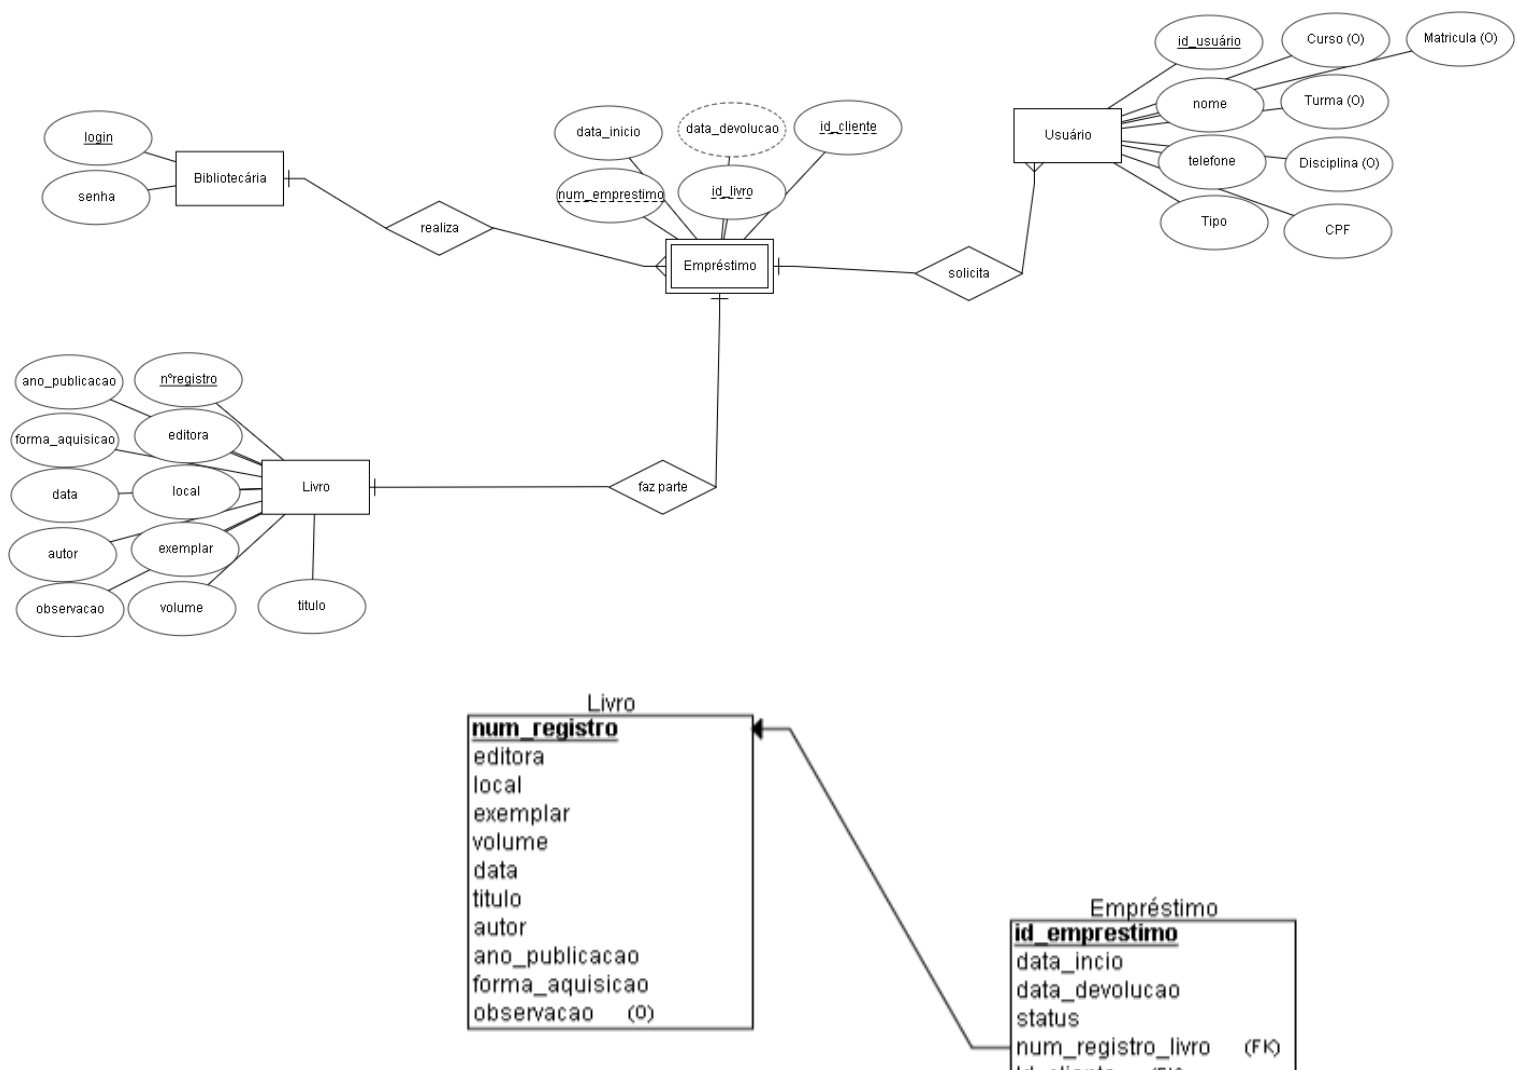 id_usuário
Curso (O)
Matricula (O)
nome
Turma (O)
Usuário
telefone
Disciplina (O)
Tipo
CPF
data_inicio
data_devolucao
id_cliente
num_emprestimo
id_livro
Empréstimo
login
senha
Bibliotecária
realiza
solicita
ano_publicacao
nºregistro
forma_aquisicao
editora
data
local
Livro
faz parte
autor
exemplar
observacao
volume
titulo
Livro
num_registro
editora
local
exemplar
volume
data
titulo
autor
ano_publicacao
forma_aquisicao
observacao (O)
Empréstimo
id_emprestimo
data_incio
data_devolucao
status
num_registro_livro (FK)